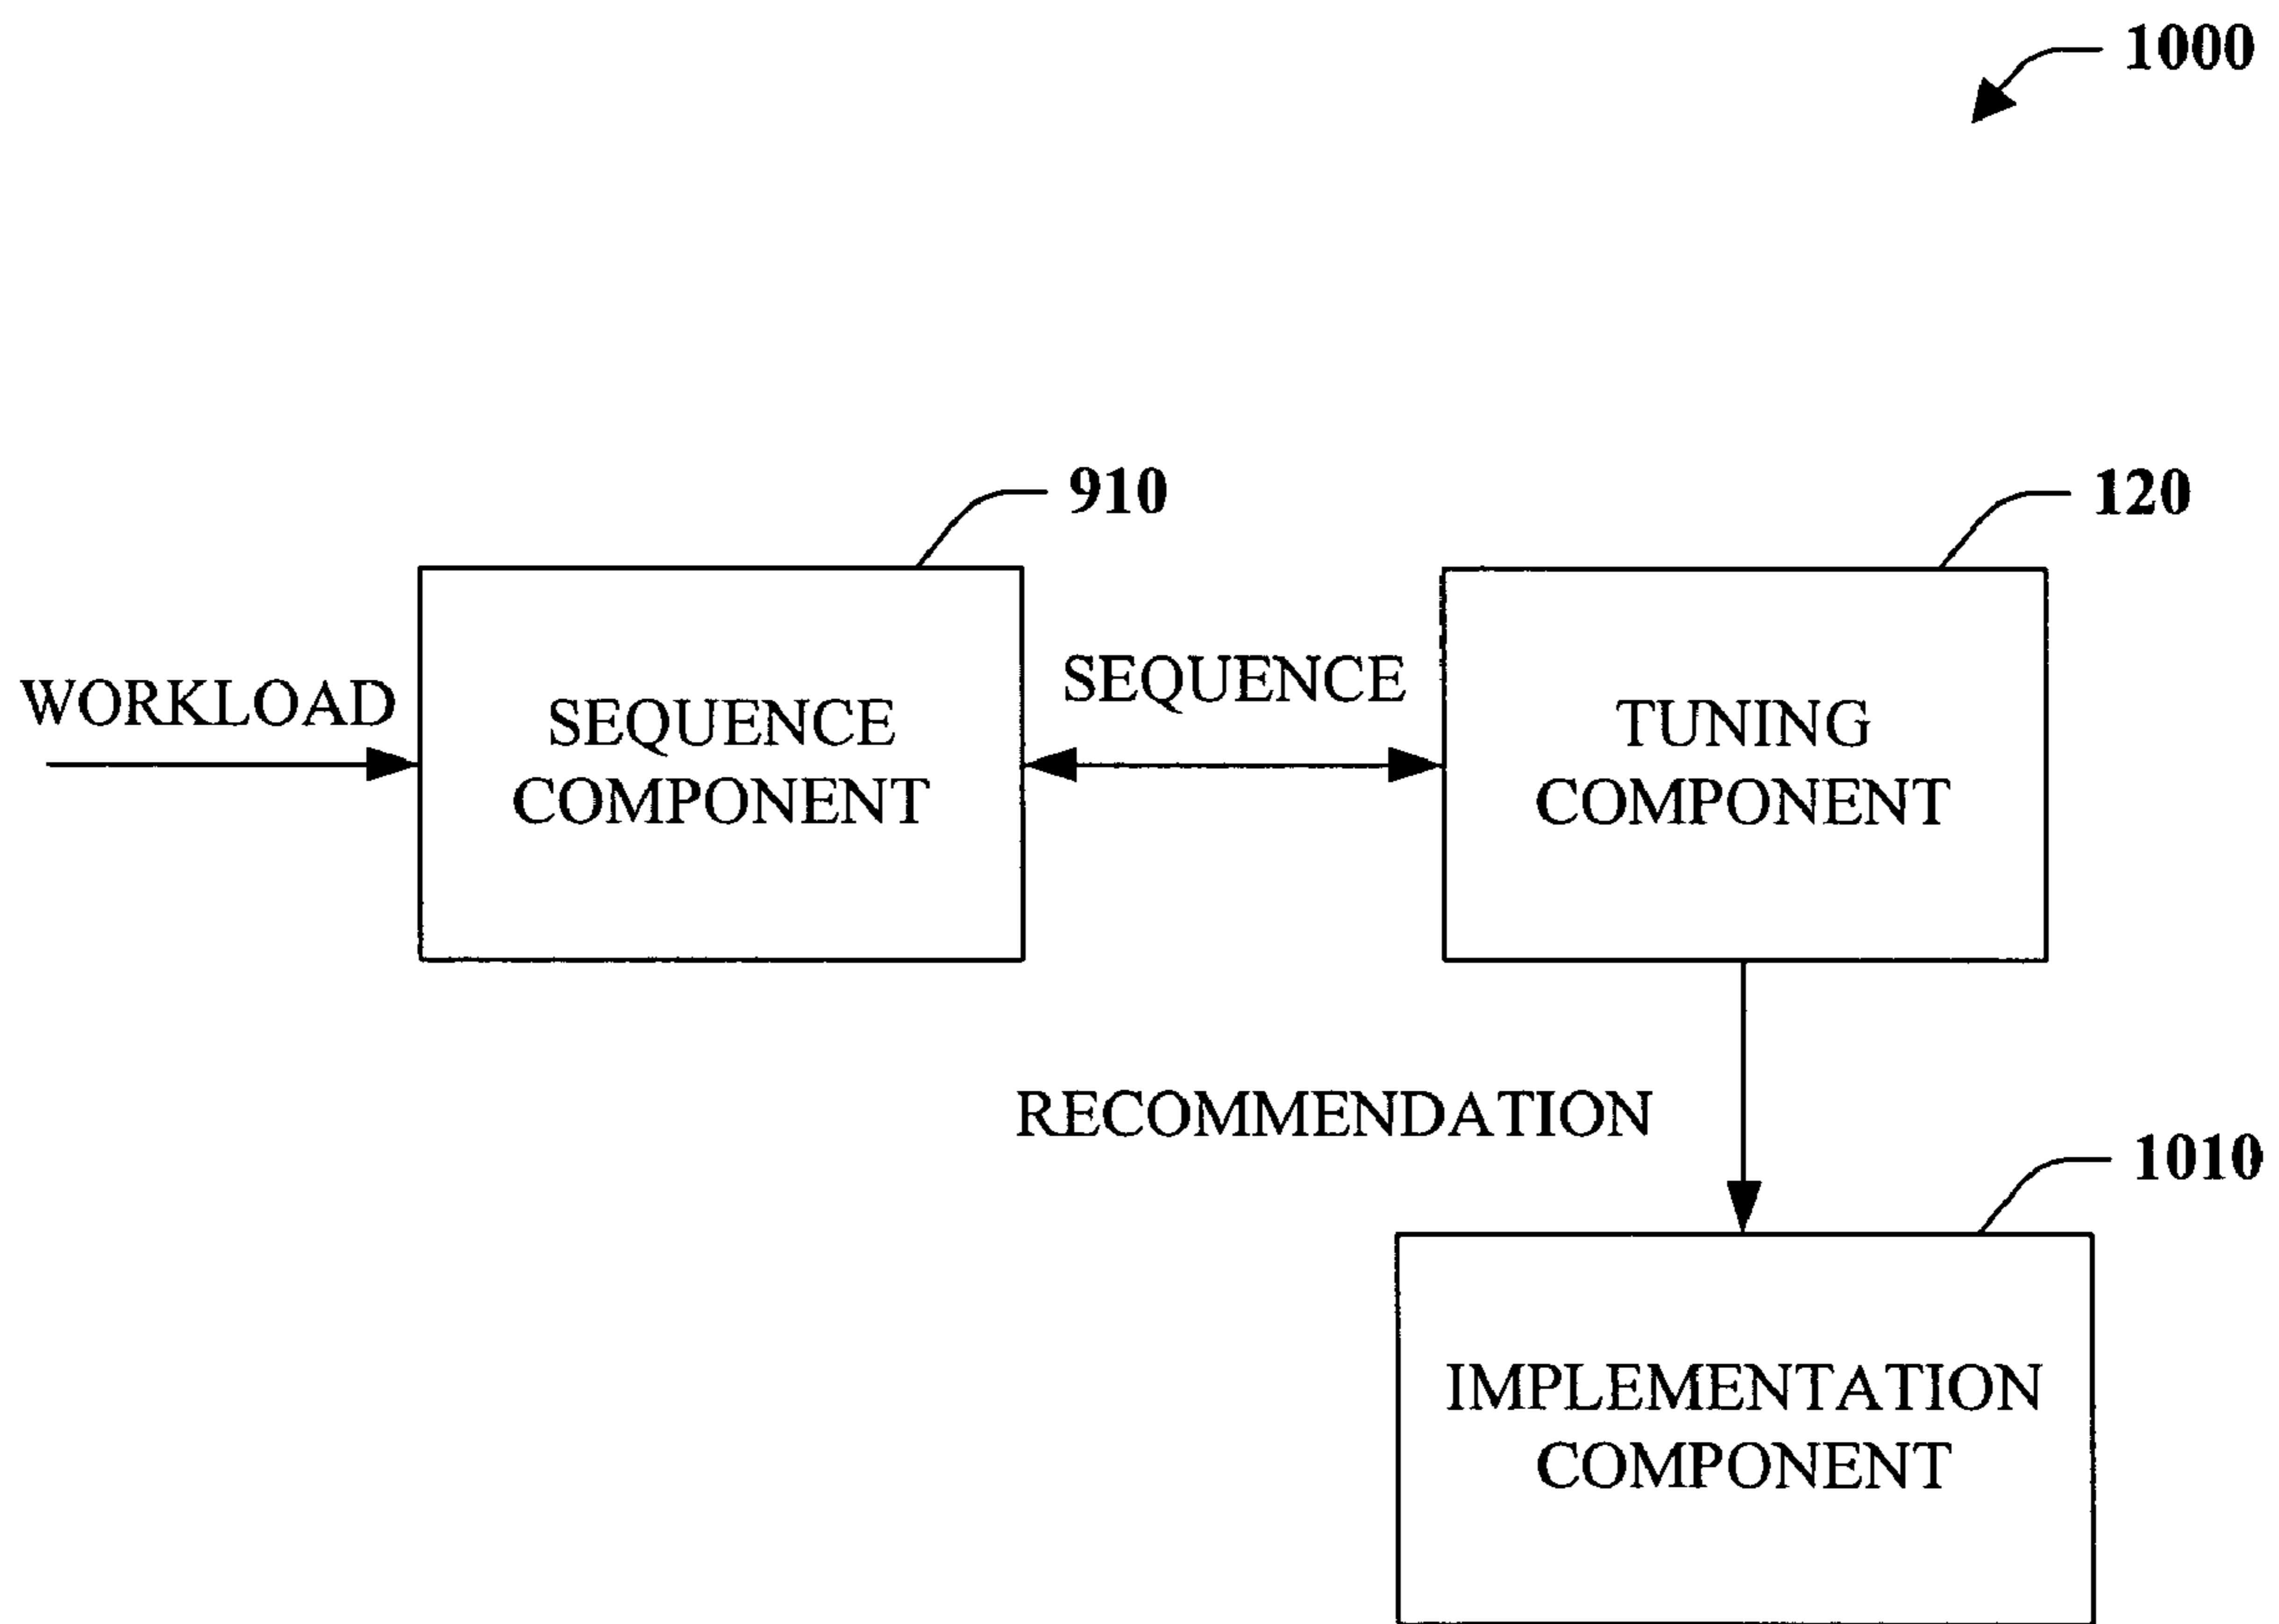 1000
910
120
WORKLOAD
SEQUENCE
COMPONENT
SEQUENCE
TUNING
COMPONENT
RECOMMENDATION
1010
IMPLEMENTATION
COMPONENT